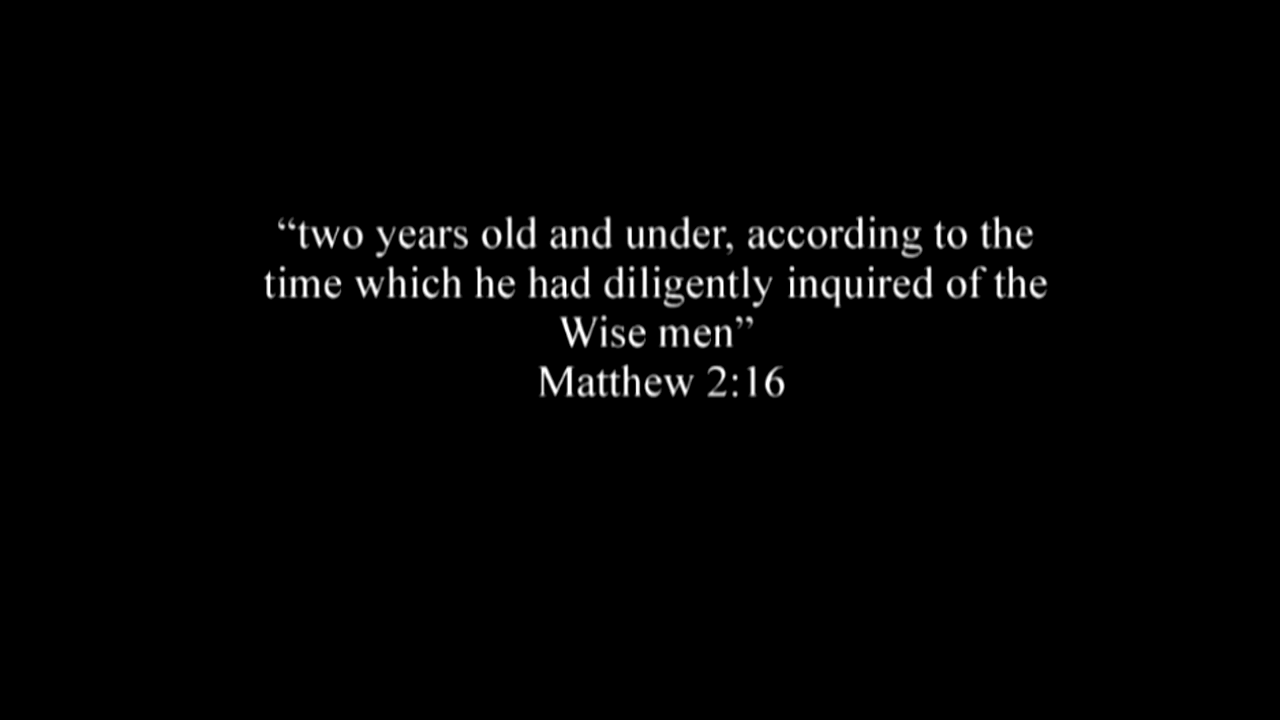 “two years old and under, according to the
time which he had diligently inquired of the
Wise men”
Matthew 2:16